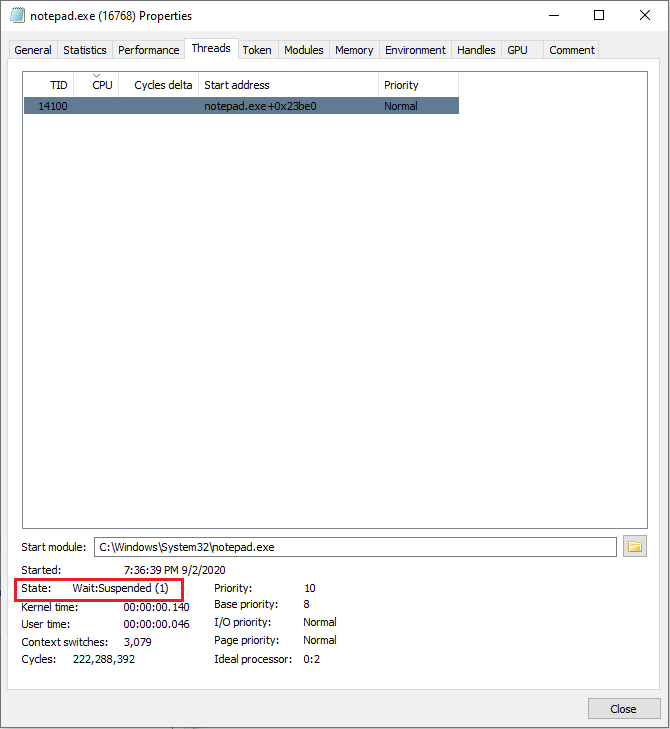 notepad.exe (16768) Properties
General Statistics Performance Threads Token Modules Memory Environment Handles GPU Comment
TID CPU Cycles delta Start address Priority
14100 notepad.exe+0x23be0 Normal
Start module: C:\Windows\System32\notepad.exe
Started: 7:36:39 PM 9/2/2020
State: Wait:Suspended (1) Priority: 10
Kernel time: 00:00:00.140 Base priority: 8
User time: 00:00:00.046 I/O priority: Normal
Context switches: 3,079 Page priority: Normal
Cycles: 222,288,392 Ideal processor: 0:2
Close